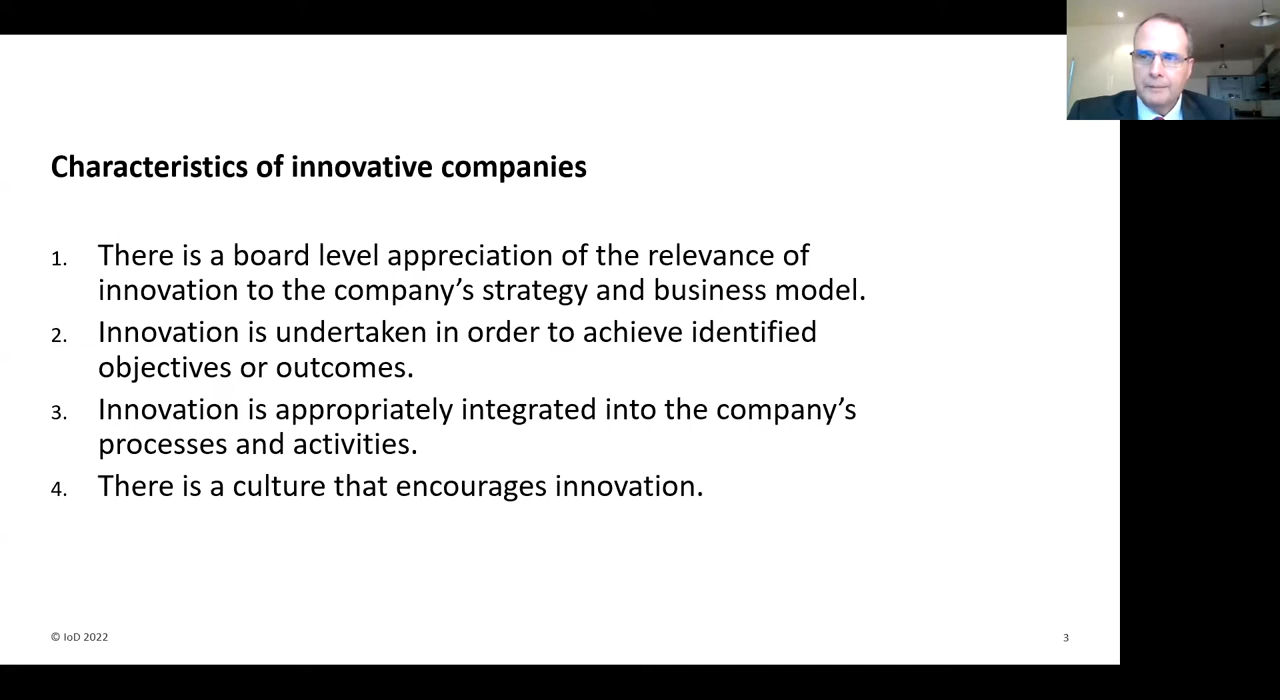 Characteristics of innovative companies
1. There is a board level appreciation of the relevance of
innovation to the company’s strategy and business model.
2. Innovation is undertaken in order to achieve identified
objectives or outcomes.
3. Innovation is appropriately integrated into the company’s
processes and activities.
4. There is a culture that encourages innovation.
© IoD 2022
3